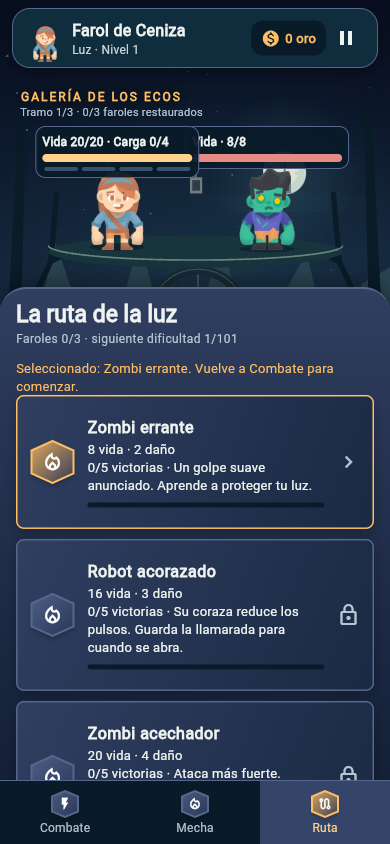 Farol de Ceniza
Luz · Nivel 1
0 oro
GALERÍA DE LOS ECOS
Tramo 1/3 · 0/3 faroles restaurados
Vida 20/20 · Carga 0/4
Vida · 8/8
La ruta de la luz
Faroles 0/3 · siguiente dificultad 1/101
Seleccionado: Zombi errante. Vuelve a Combate para
comenzar.
Zombi errante
8 vida · 2 daño
0/5 victorias · Un golpe suave
anunciado. Aprende a proteger tu luz.
Robot acorazado
16 vida · 3 daño
0/5 victorias · Su coraza reduce los
pulsos. Guarda la llamarada para
cuando se abra.
Zombi acechador
20 vida · 4 daño
0/5 victorias · Ataca más fuerte.
Combate
Mecha
Ruta